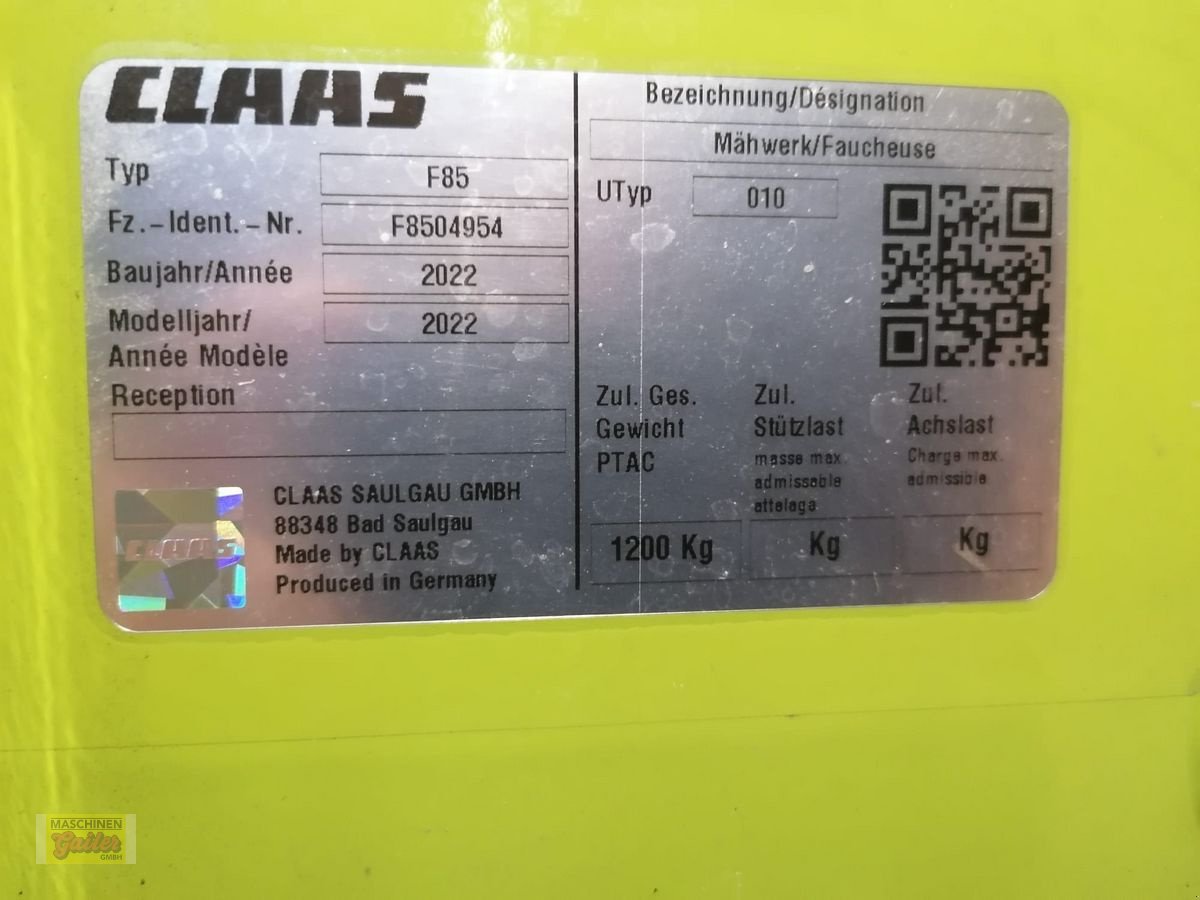 CLAAS
Typ F85
Fz.-Ident.-Nr. F8504954
Baujahr/Année 2022
Modelljahr/ 2022
Année Modèle
Reception
CLAAS
CLAAS SAULGAU GMBH
88348 Bad Saulgau
Made by CLAAS
Produced in Germany
Bezeichnung/Désignation
Mähwerk/Faucheuse
UTyp 010
Zul. Ges.
Gewicht
PTAC
1200 Kg
Zul.
Stützlast
masse max.
admissable
attelage
Kg
Zul.
Achslast
Charge max.
admissible
Kg
MASCHINEN
Gailer
GMBH